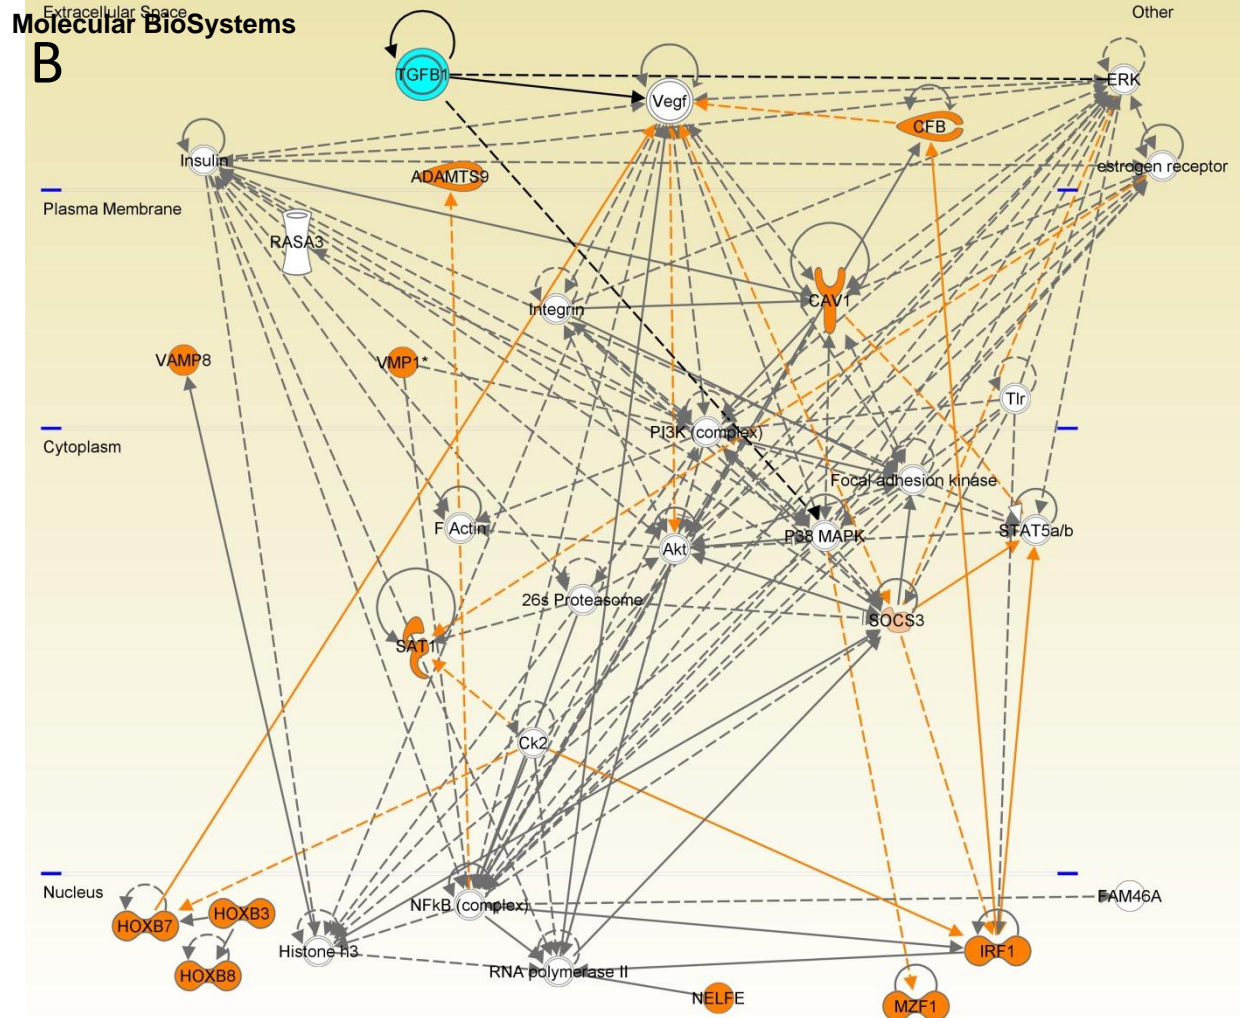 Extracellular Space
Other
Molecular BioSystems
B
TGFB1
ERK
Vegf
CFB
Insulin
estrogen receptor
ADAMTS9
Plasma Membrane
RASA3
CAV1
Integrin
VAMP8
VMP1*
Tlr
PI3K (complex)
Cytoplasm
Focal adhesion kinase
F Actin
P38 MAPK
STAT5a/b
Akt
26s Proteasome
SOCS3
SAT1
Ck2
Nucleus
FAM46A
NFkB (complex)
HOXB3
HOXB7
Histone h3
IRF1
RNA polymerase II
HOXB8
NELFE
MZF1